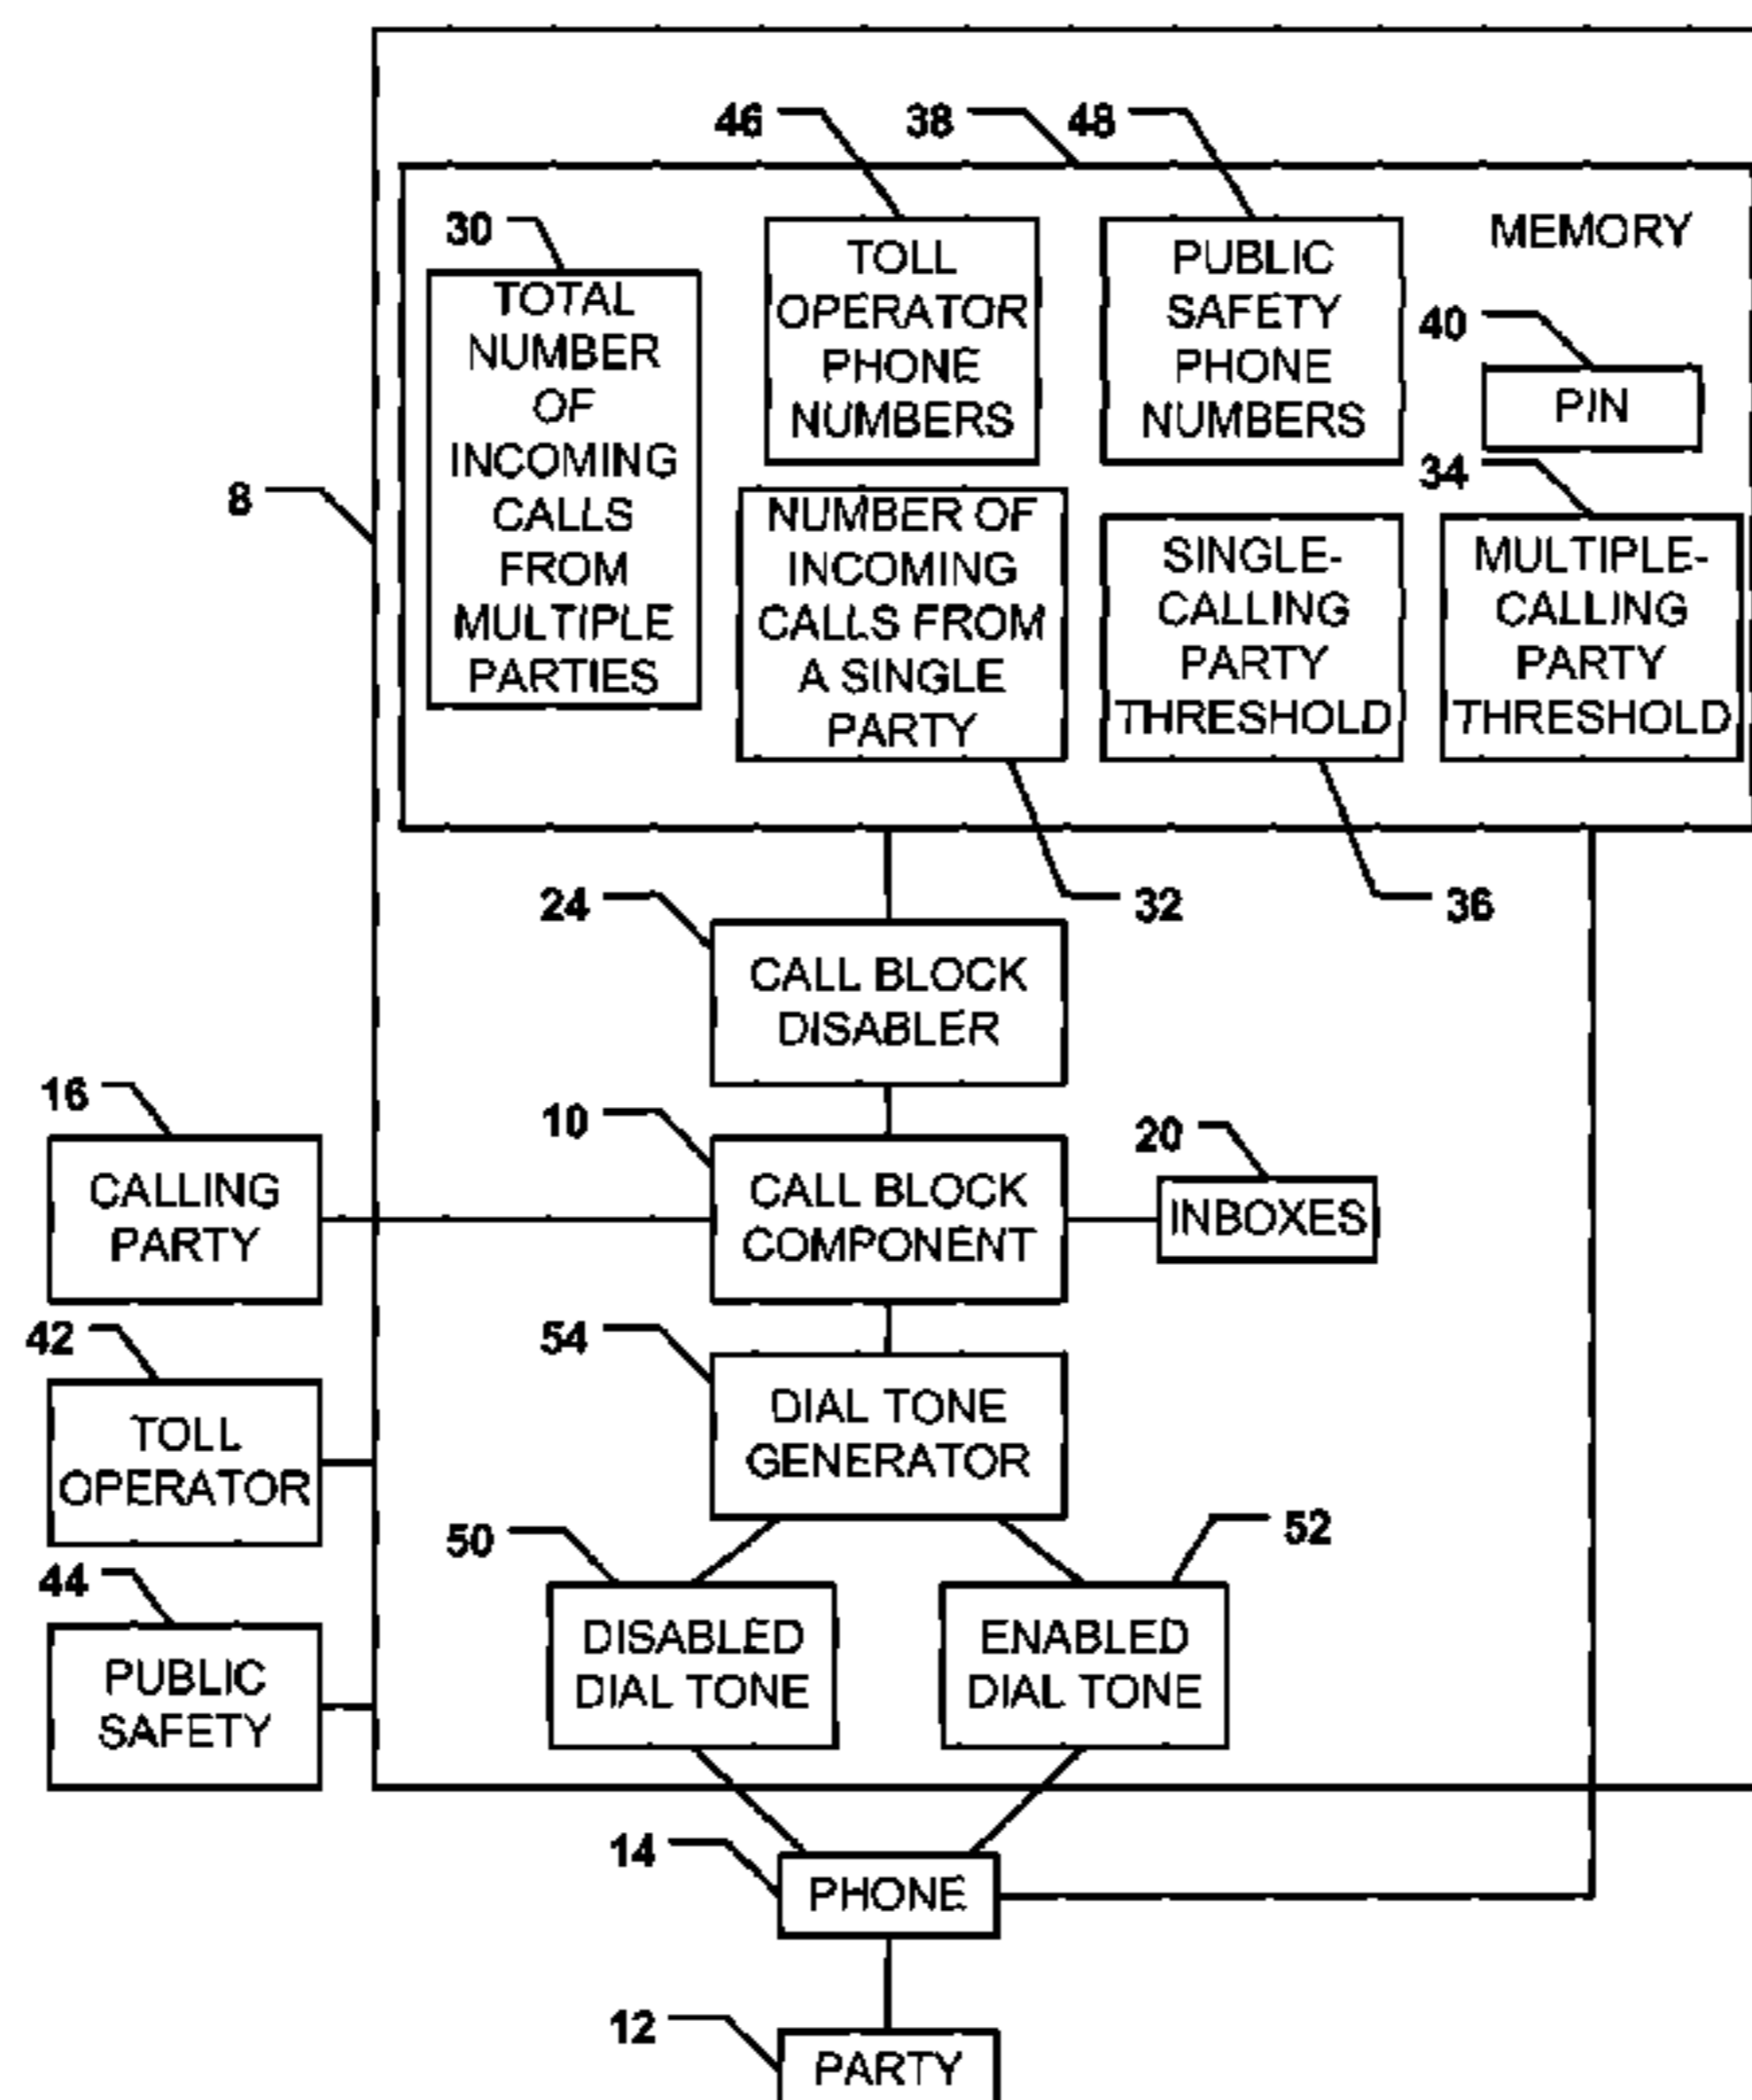 46
38
48
MEMORY
30
TOTAL
NUMBER
OF
INCOMING
CALLS
FROM
MULTIPLE
PARTIES
TOLL
OPERATOR
PHONE
NUMBERS
PUBLIC
SAFETY
PHONE
NUMBERS
40
PIN
8
NUMBER OF
INCOMING
CALLS FROM
A SINGLE
PARTY
SINGLE-
CALLING
PARTY
THRESHOLD
34
MULTIPLE-
CALLING
PARTY
THRESHOLD
32
36
24
CALL BLOCK
DISABLER
16
CALLING
PARTY
10
CALL BLOCK
COMPONENT
20
INBOXES
42
TOLL
OPERATOR
54
DIAL TONE
GENERATOR
44
PUBLIC
SAFETY
50
DISABLED
DIAL TONE
52
ENABLED
DIAL TONE
14
PHONE
12
PARTY